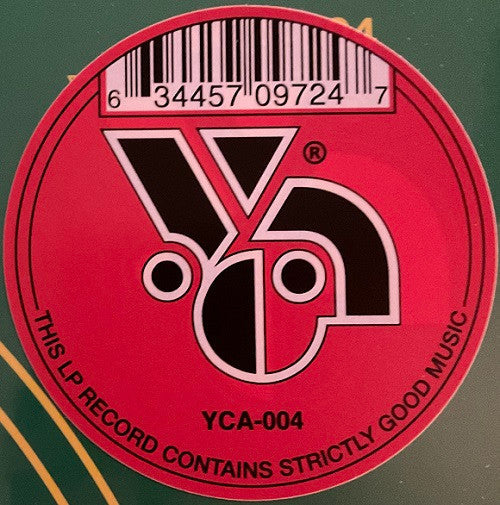 6 34457 09724 7
®
YCA-004
THIS LP RECORD CONTAINS STRICTLY GOOD MUSIC